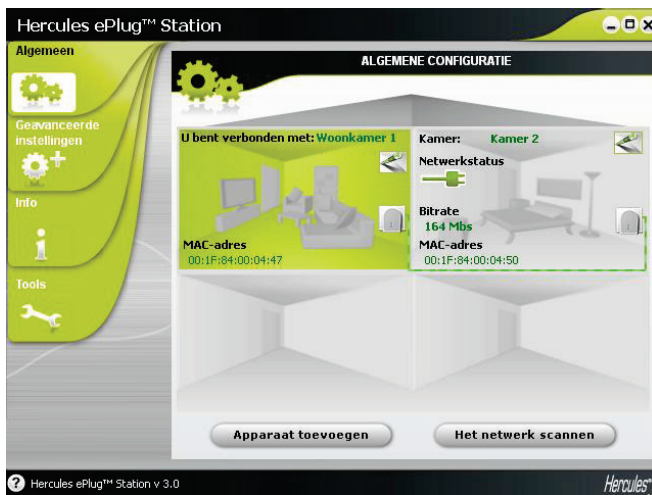 Hercules ePlug™ Station
Algemeen
Geavanceerde
instellingen
Info
Tools
ALGEMENE CONFIGURATIE
U bent verbonden met: Woonkamer 1
MAC-adres
00:1F:84:00:04:47
Kamer: Kamer 2
Netwerkstatus
Bitrate
164 Mbs
MAC-adres
00:1F:84:00:04:50
Apparaat toevoegen
Het netwerk scannen
? Hercules ePlug™ Station v 3.0
Hercules®